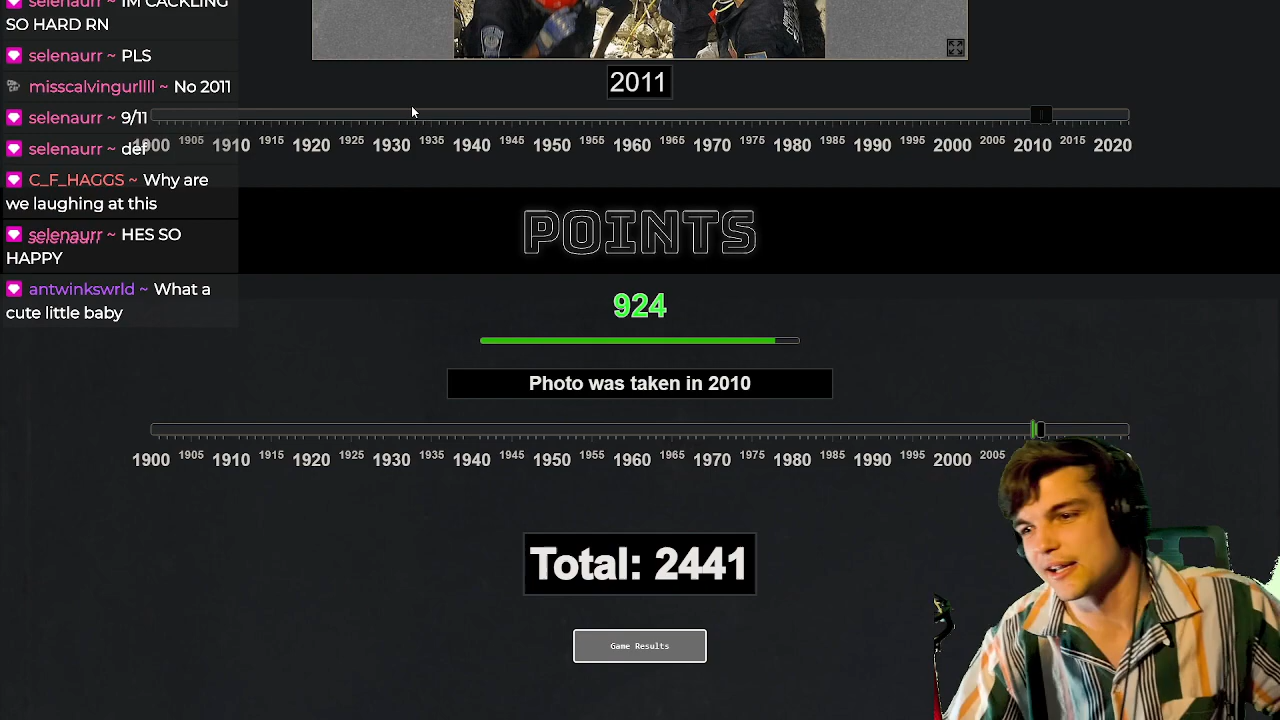 selenaurr ~ IM CACKLING
SO HARD RN
selenaurr ~ PLS
misscalvingurllll ~ No 2011
selenaurr ~ 9/11
selenaurr ~ def
C_F_HAGGS ~ Why are
we laughing at this
selenaurr ~ HES SO
HAPPY
selenaurr
antwinkswrld ~ What a
cute little baby
2011
1900 1905 1910 1915 1920 1925 1930 1935 1940 1945 1950 1955 1960 1965 1970 1975 1980 1985 1990 1995 2000 2005 2010 2015 2020
POINTS
924
Photo was taken in 2010
1900 1905 1910 1915 1920 1925 1930 1935 1940 1945 1950 1955 1960 1965 1970 1975 1980 1985 1990 1995 2000 2005
Total: 2441
Game Results